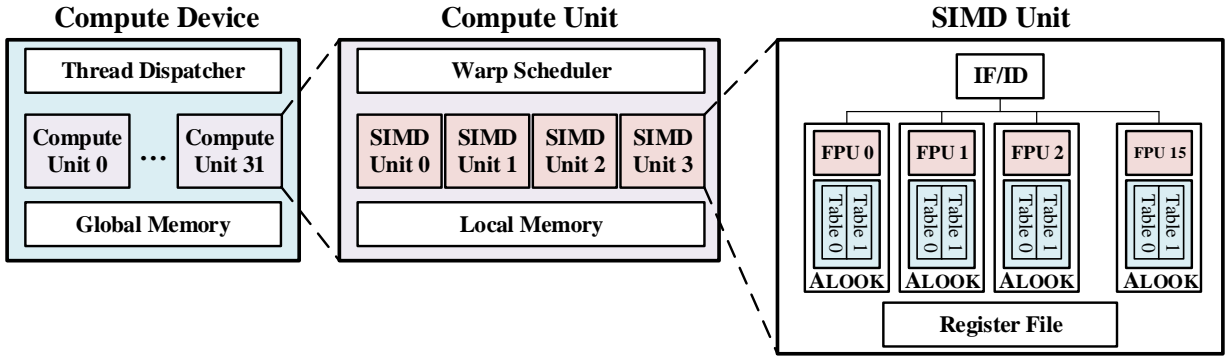 Compute Device
Thread Dispatcher
Compute
Unit 0
...
Compute
Unit 31
Global Memory
Compute Unit
Warp Scheduler
SIMD
Unit 0
SIMD
Unit 1
SIMD
Unit 2
SIMD
Unit 3
Local Memory
SIMD Unit
IF/ID
FPU 0
Table 1
Table 0
ALOOK
FPU 1
Table 1
Table 0
ALOOK
FPU 2
Table 1
Table 0
ALOOK
FPU 15
Table 1
Table 0
ALOOK
Register File